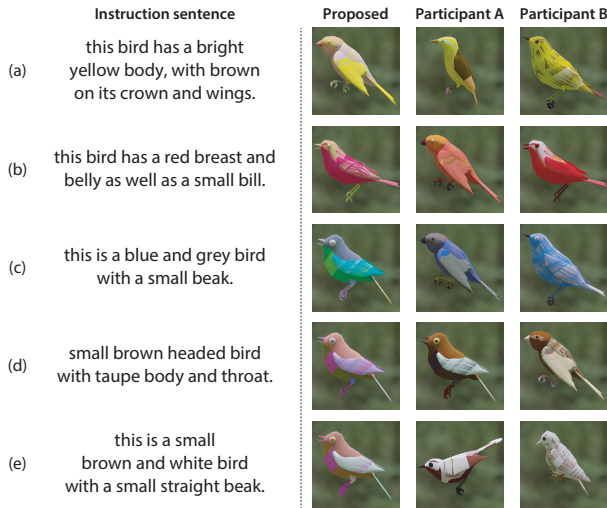 Instruction sentence Proposed Participant A Participant B
(a) this bird has a bright
yellow body, with brown
on its crown and wings.
(b) this bird has a red breast and
belly as well as a small bill.
(c) this is a blue and grey bird
with a small beak.
(d) small brown headed bird
with taupe body and throat.
(e) this is a small
brown and white bird
with a small straight beak.